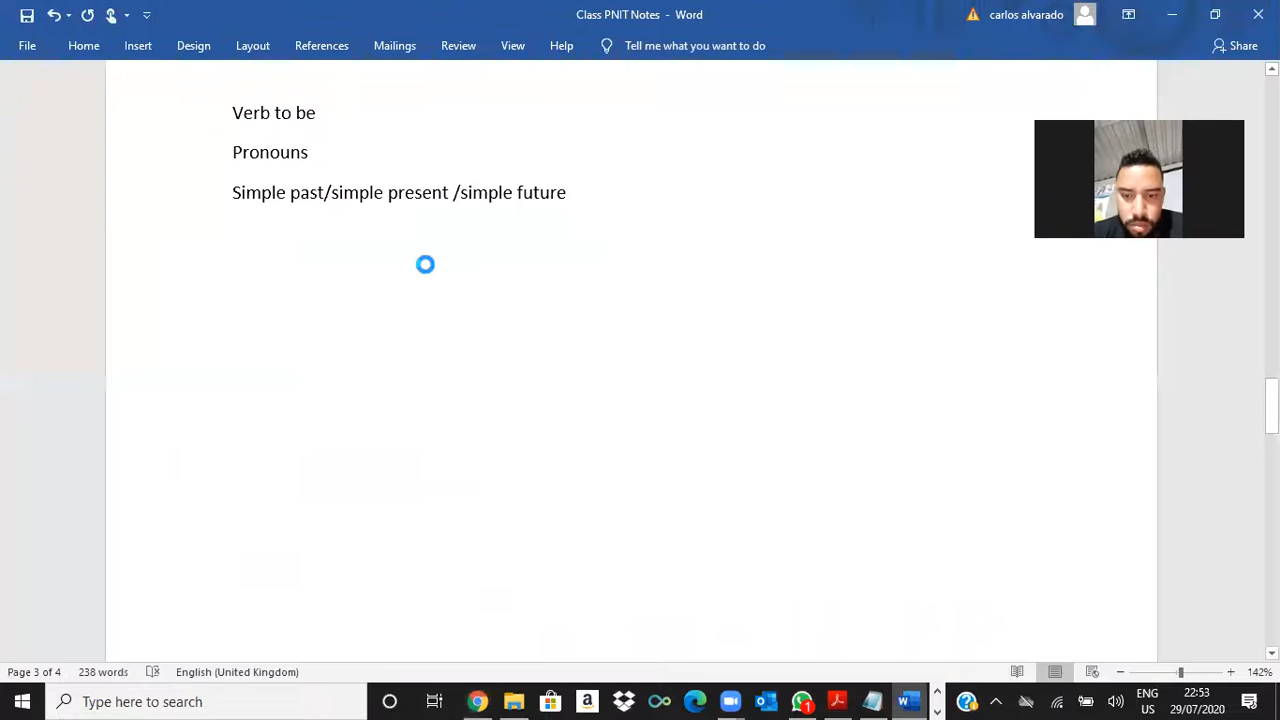 Class PNIT Notes - Word
carlos alvarado
File Home Insert Design Layout References Mailings Review View Help Tell me what you want to do Share
Verb to be
Pronouns
Simple past/simple present /simple future
Page 3 of 4 238 words English (United Kingdom) 142%
Type here to search
1
ENG
US
22:53
29/07/2020